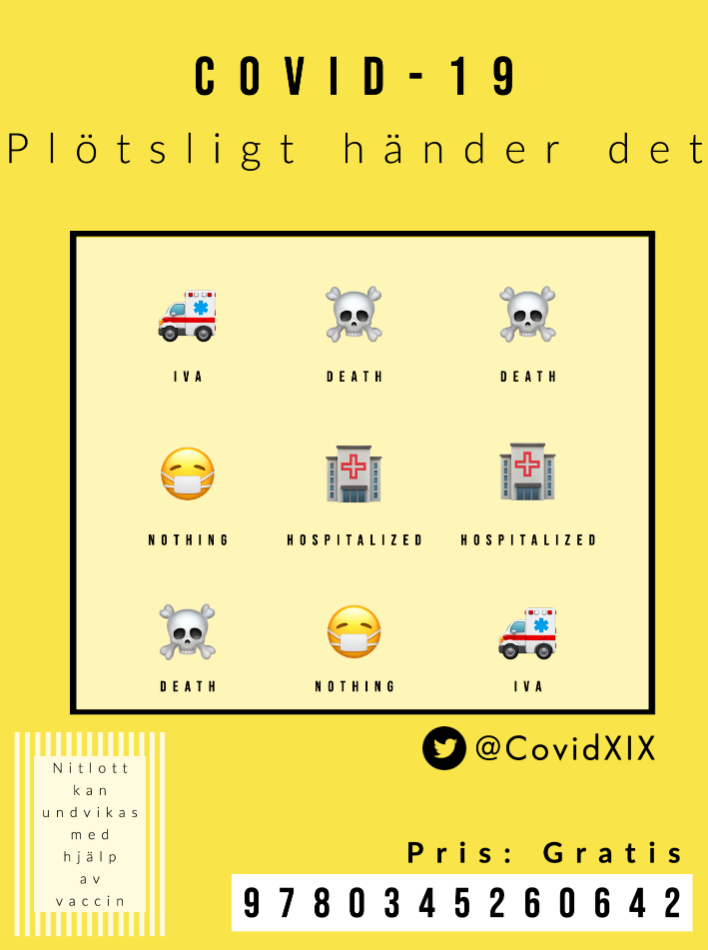 COVID-19
Plötsligt händer det
IVA DEATH DEATH
NOTHING HOSPITALIZED HOSPITALIZED
DEATH NOTHING IVA
@CovidXIX
Nitlott
kan
undvikas
med
hjälp
av
vaccin
Pris: Gratis
9780345260642